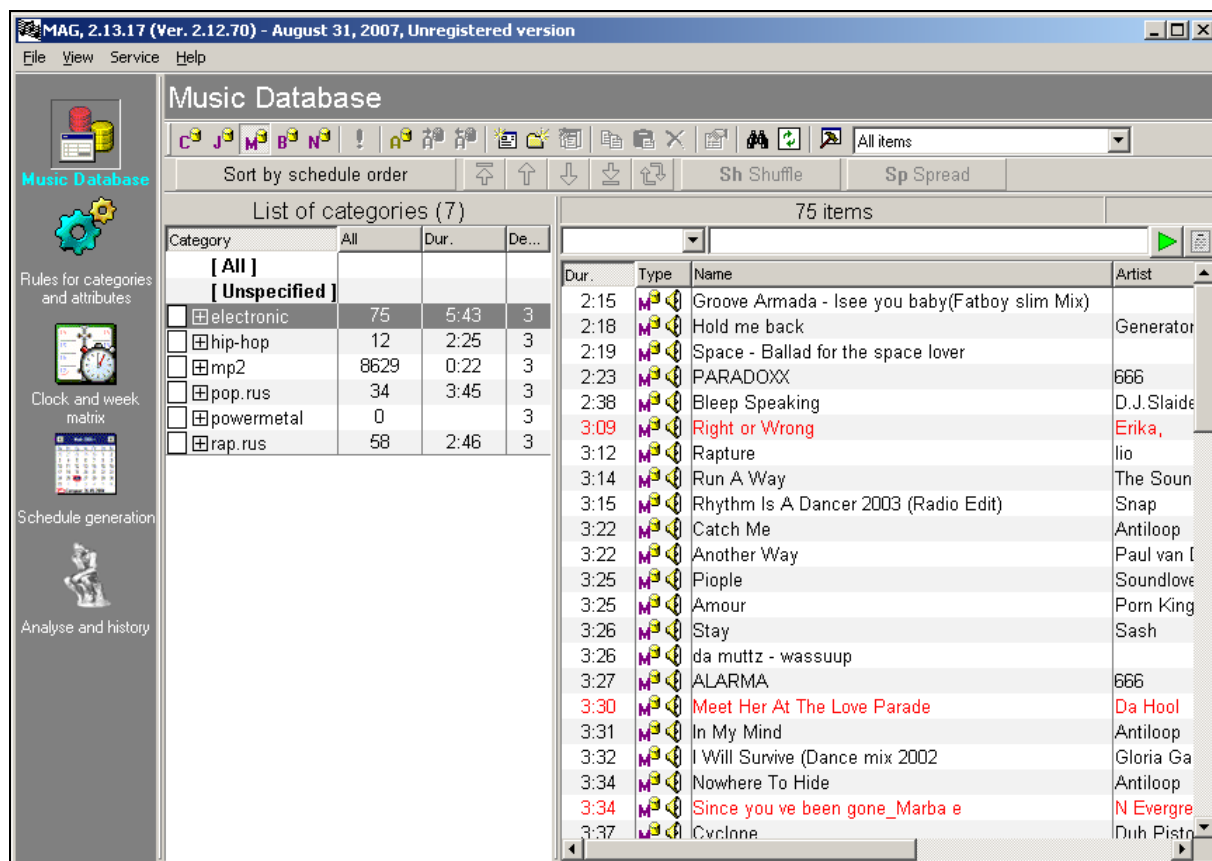 MAG, 2.13.17 (Ver. 2.12.70) - August 31, 2007, Unregistered version
File View Service Help
Music Database
Rules for categories and attributes
Clock and week matrix
Schedule generation
Analyse and history
Music Database
C J M B N ! A All items
Sort by schedule order Sh Shuffle Sp Spread
List of categories (7)
Category All Dur. De...
[ All ]
[ Unspecified ]
electronic 75 5:43 3
hip-hop 12 2:25 3
mp2 8629 0:22 3
pop.rus 34 3:45 3
powermetal 0 3
rap.rus 58 2:46 3
75 items
Dur. Type Name Artist
2:15 M Groove Armada - Isee you baby(Fatboy slim Mix)
2:18 M Hold me back Generator
2:19 M Space - Ballad for the space lover
2:23 M PARADOXX 666
2:38 M Bleep Speaking D.J.Slaide
3:09 M Right or Wrong Erika,
3:12 M Rapture Iio
3:14 M Run A Way The Soun
3:15 M Rhythm Is A Dancer 2003 (Radio Edit) Snap
3:22 M Catch Me Antiloop
3:22 M Another Way Paul van
3:25 M Piople Soundlove
3:25 M Amour Porn King
3:26 M Stay Sash
3:26 M da muttz - wassuup
3:27 M ALARMA 666
3:30 M Meet Her At The Love Parade Da Hool
3:31 M In My Mind Antiloop
3:32 M I Will Survive (Dance mix 2002 Gloria Ga
3:34 M Nowhere To Hide Antiloop
3:34 M Since you ve been gone_Marba e N Evergre
3:37 M Cyclone Dub Pisto